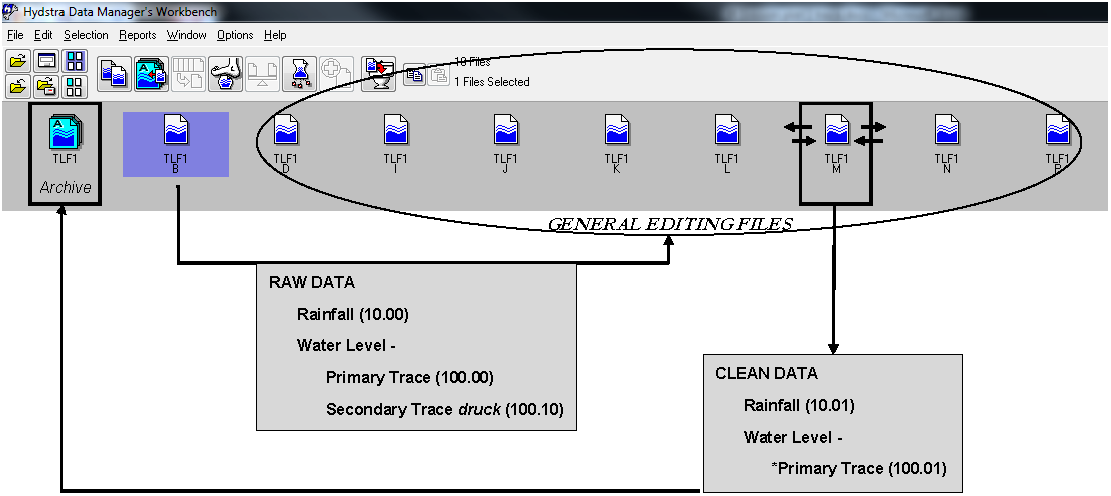 Hydstra Data Manager's Workbench
File Edit Selection Reports Window Options Help
10 Files
1 Files Selected
TLF1
Archive
TLF1
B
TLF1
D
TLF1
I
TLF1
J
TLF1
K
TLF1
L
TLF1
M
TLF1
N
TLF1
P
GENERAL EDITING FILES
RAW DATA
Rainfall (10.00)
Water Level -
Primary Trace (100.00)
Secondary Trace druck (100.10)
CLEAN DATA
Rainfall (10.01)
Water Level -
*Primary Trace (100.01)